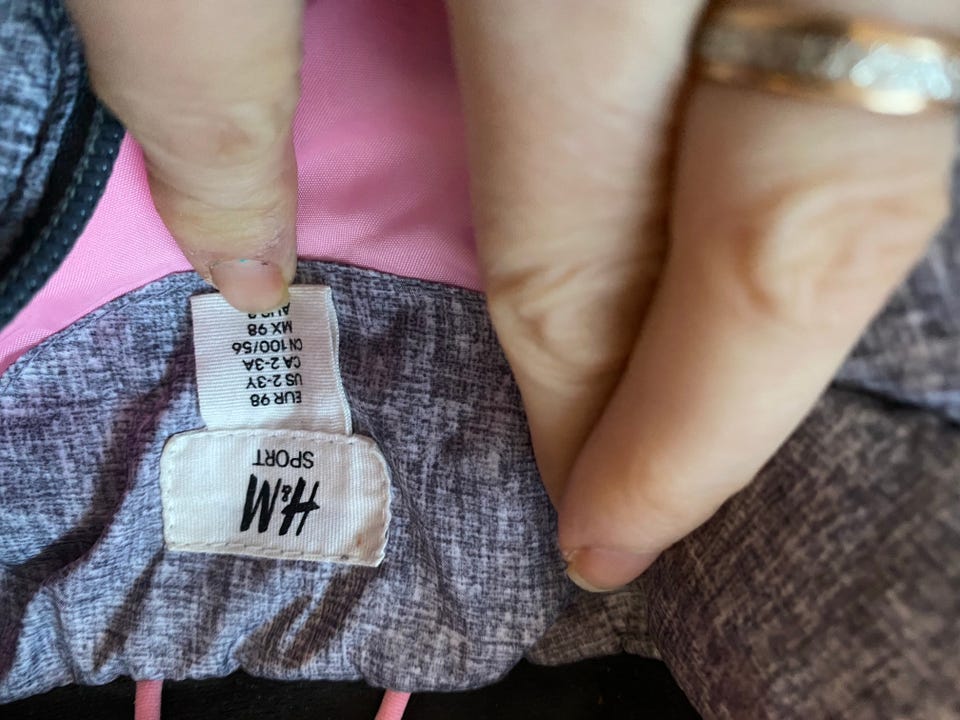 H&M
SPORT
EUR 98
US 2-3Y
CA 2-3A
CN 100/56
MX 98